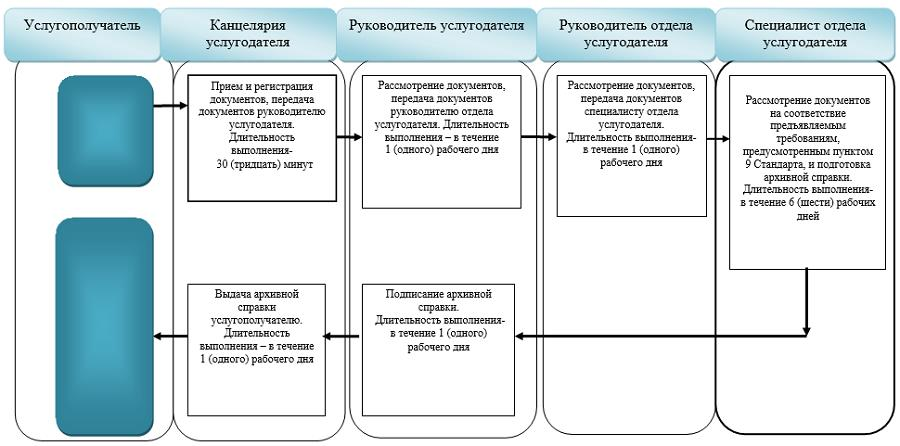 Услугополучатель
Канцелярия
услугодателя
Руководитель услугодателя
Руководитель отдела
услугодателя
Специалист отдела
услугодателя
Прием и регистрация
документов, передача
документов руководителю
услугодателя.
Длительность
выполнения-
30 (тридцать) минут
Рассмотрение документов,
передача документов
руководителю отдела
услугодателя. Длительность
выполнения – в течение
1 (одного) рабочего дня
Рассмотрение документов,
передача документов
специалисту отдела
услугодателя.
Длительность выполнения-
в течение 1 (одного)
рабочего дня
Рассмотрение документов
на соответствие
предъявляемым
требованиям,
предусмотренным пунктом
9 Стандарта, и подготовка
архивной справки.
Длительность выполнения-
в течение 6 (шести) рабочих
дней
Выдача архивной
справки
услугополучателю.
Длительность
выполнения – в течение
1 (одного) рабочего дня
Подписание архивной
справки.
Длительность выполнения-
в течение 1 (одного)
рабочего дня